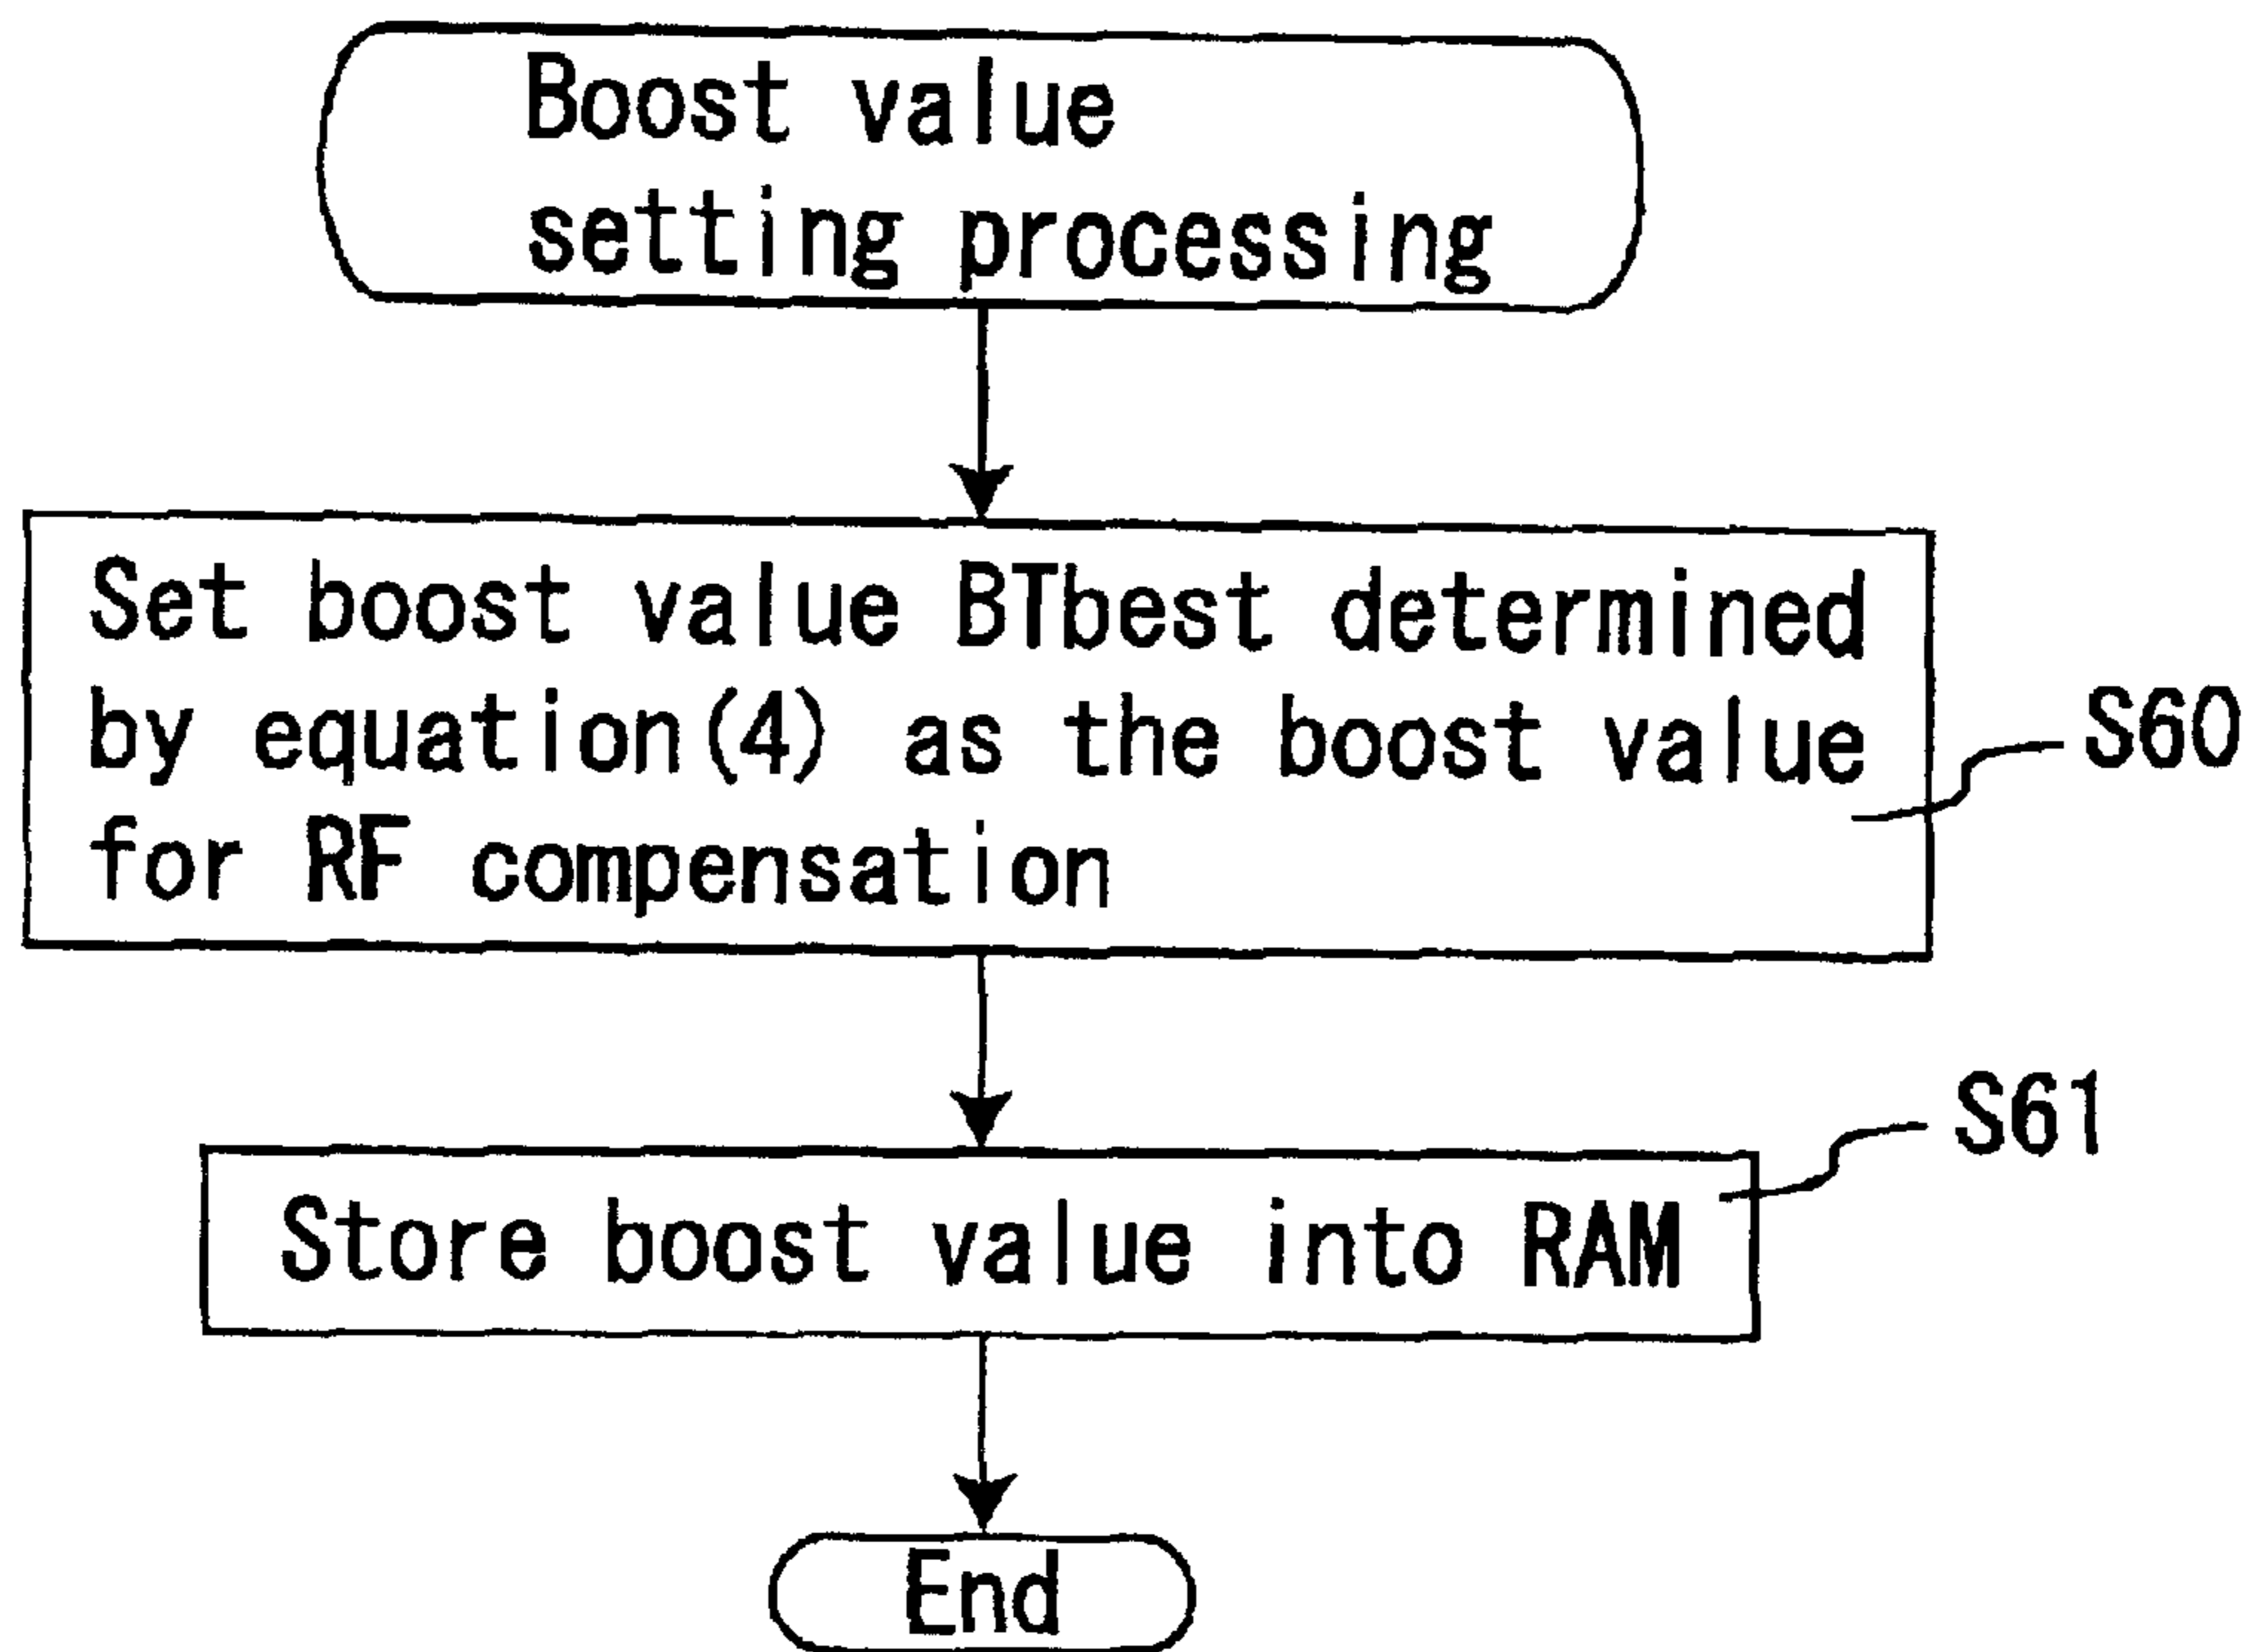 Boost value
setting processing
Set boost value BTbest determined
by equation(4) as the boost value
for RF compensation
S60
S61
Store boost value into RAM
End